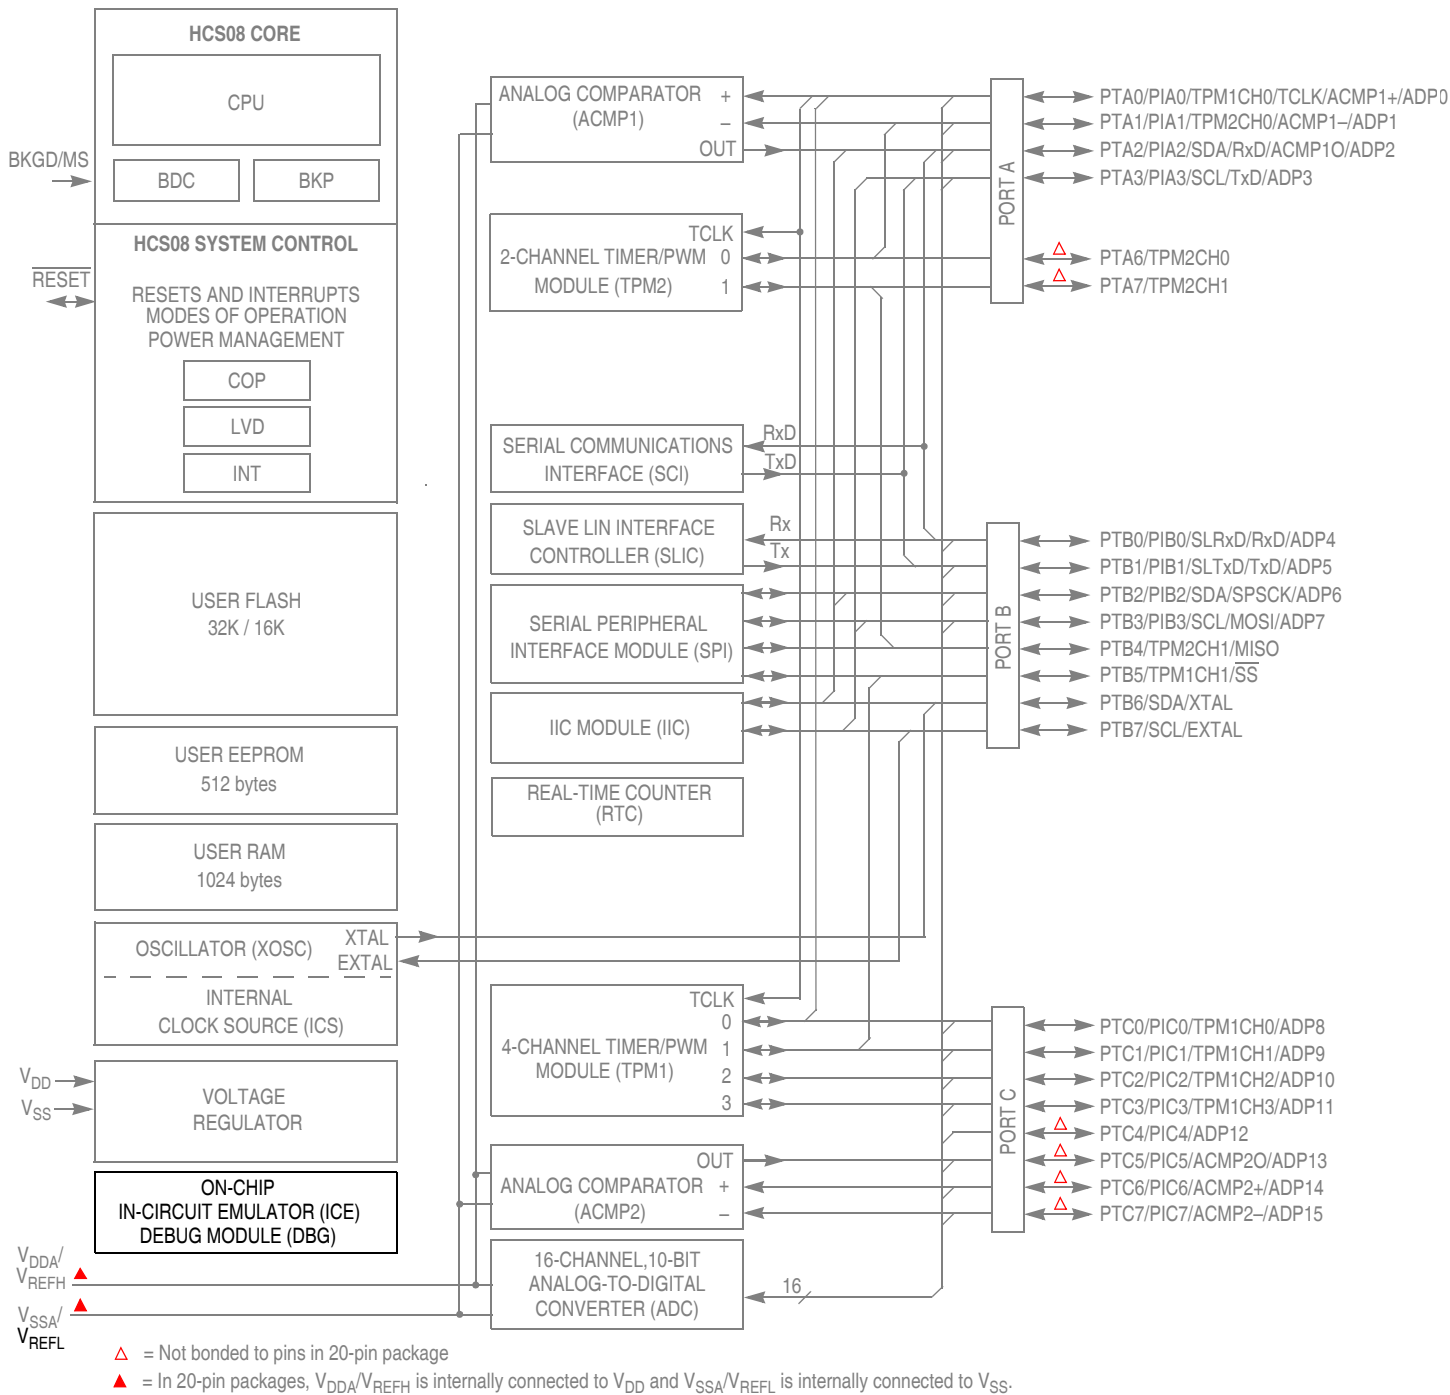 HCS08 CORE
CPU
BKGD/MS
BDC
BKP
HCS08 SYSTEM CONTROL
RESET
RESETS AND INTERRUPTS
MODES OF OPERATION
POWER MANAGEMENT
COP
LVD
INT
USER FLASH
32K / 16K
USER EEPROM
512 bytes
USER RAM
1024 bytes
OSCILLATOR (XOSC)
XTAL
EXTAL
INTERNAL
CLOCK SOURCE (ICS)
VDD
VSS
VOLTAGE
REGULATOR
ON-CHIP
IN-CIRCUIT EMULATOR (ICE)
DEBUG MODULE (DBG)
VDDA/
VREFH
VSSA/
VREFL
ANALOG COMPARATOR
(ACMP1)
+
–
OUT
TCLK
2-CHANNEL TIMER/PWM
MODULE (TPM2)
0
1
SERIAL COMMUNICATIONS
INTERFACE (SCI)
RxD
TxD
SLAVE LIN INTERFACE
CONTROLLER (SLIC)
Rx
Tx
SERIAL PERIPHERAL
INTERFACE MODULE (SPI)
IIC MODULE (IIC)
REAL-TIME COUNTER
(RTC)
TCLK
0
4-CHANNEL TIMER/PWM
MODULE (TPM1)
1
2
3
OUT
ANALOG COMPARATOR
(ACMP2)
+
–
16-CHANNEL,10-BIT
ANALOG-TO-DIGITAL
CONVERTER (ADC)
16
PORT A
PTA0/PIA0/TPM1CH0/TCLK/ACMP1+/ADP0
PTA1/PIA1/TPM2CH0/ACMP1–/ADP1
PTA2/PIA2/SDA/RxD/ACMP1O/ADP2
PTA3/PIA3/SCL/TxD/ADP3
PTA6/TPM2CH0
PTA7/TPM2CH1
PORT B
PTB0/PIB0/SLRxD/RxD/ADP4
PTB1/PIB1/SLTxD/TxD/ADP5
PTB2/PIB2/SDA/SPSCK/ADP6
PTB3/PIB3/SCL/MOSI/ADP7
PTB4/TPM2CH1/MISO
PTB5/TPM1CH1/SS
PTB6/SDA/XTAL
PTB7/SCL/EXTAL
PORT C
PTC0/PIC0/TPM1CH0/ADP8
PTC1/PIC1/TPM1CH1/ADP9
PTC2/PIC2/TPM1CH2/ADP10
PTC3/PIC3/TPM1CH3/ADP11
PTC4/PIC4/ADP12
PTC5/PIC5/ACMP2O/ADP13
PTC6/PIC6/ACMP2+/ADP14
PTC7/PIC7/ACMP2–/ADP15
△ = Not bonded to pins in 20-pin package
▲ = In 20-pin packages, VDDA/VREFH is internally connected to VDD and VSSA/VREFL is internally connected to VSS.